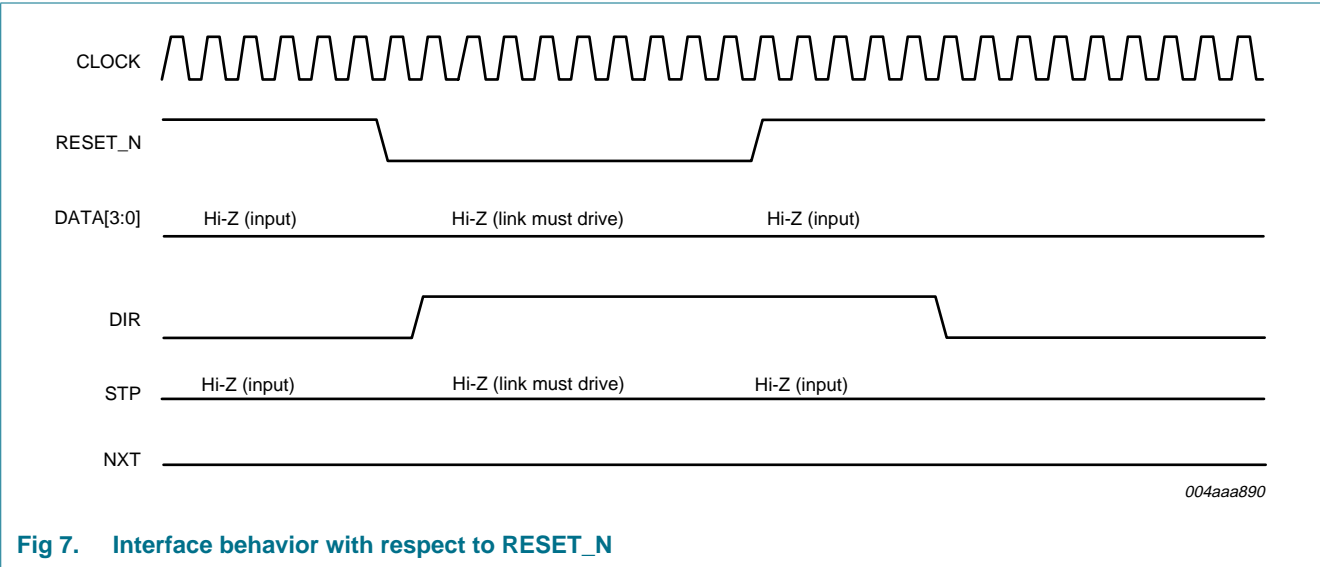 CLOCK
RESET_N
DATA[3:0] Hi-Z (input) Hi-Z (link must drive) Hi-Z (input)
DIR
STP Hi-Z (input) Hi-Z (link must drive) Hi-Z (input)
NXT
004aaa890
Fig 7. Interface behavior with respect to RESET_N